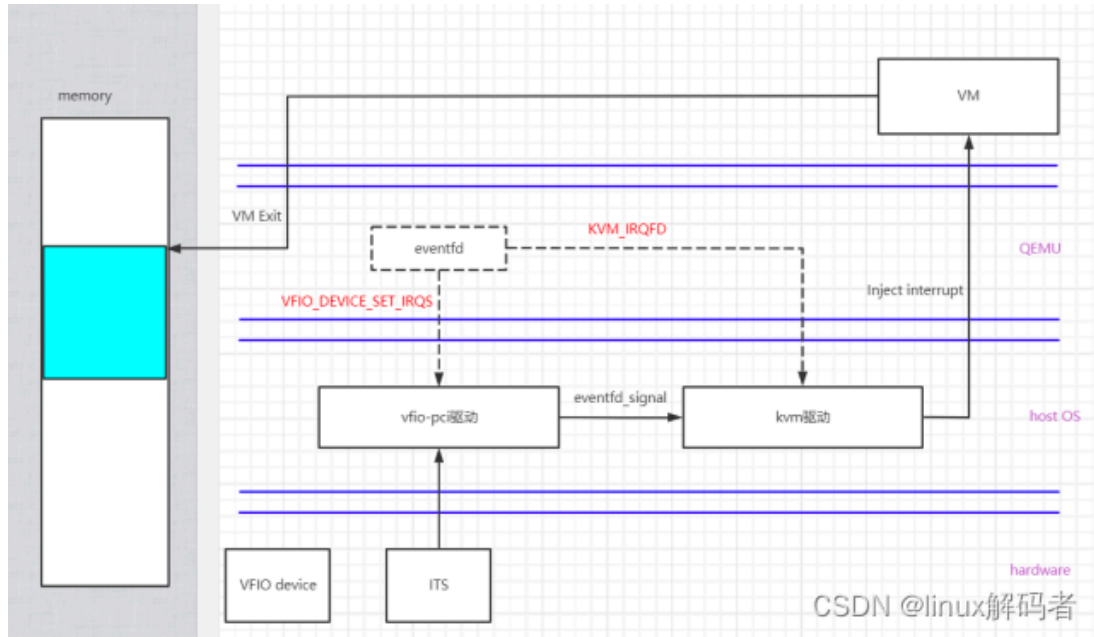 memory
VM
VM Exit
KVM_IRQFD
eventfd
QEMU
Inject interrupt
VFIO_DEVICE_SET_IRQS
eventfd_signal
vfio-pci驱动
kvm驱动
host OS
hardware
VFIO device
ITS
CSDN @linux解码者